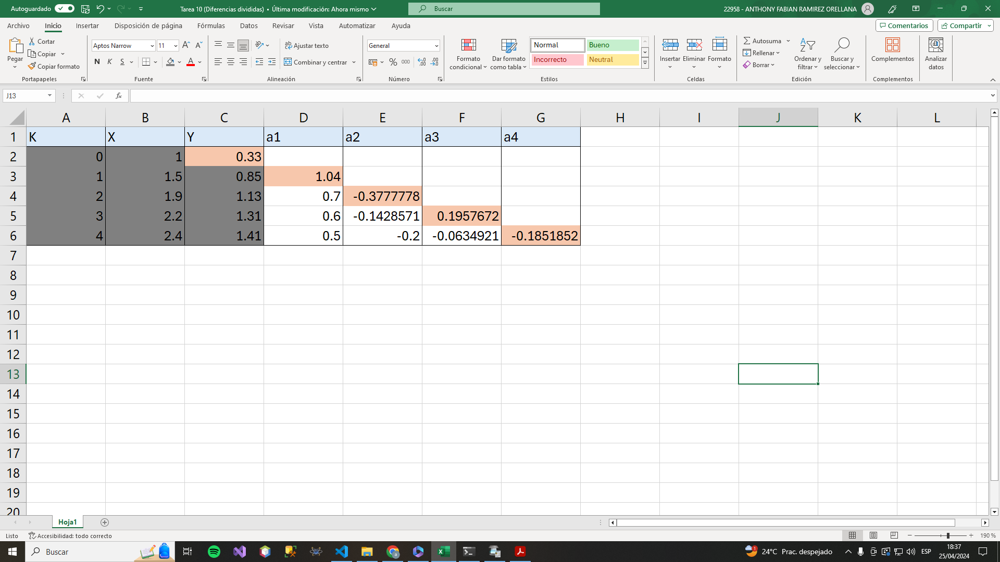 Autoguardado Tarea 10 (Diferencias divididas) • Última modificación: Ahora mismo Buscar 22958 - ANTHONY FABIAN RAMIREZ ORELLANA
Archivo Inicio Insertar Disposición de página Fórmulas Datos Revisar Vista Automatizar Ayuda Comentarios Compartir
Pegar
Cortar
Copiar
Copiar formato
Portapapeles
Aptos Narrow 11 A A
N K S A
Fuente
ab Ajustar texto
Combinar y centrar
Alineación
General
% 000
Número
Formato condicional
Dar formato como tabla
Normal Bueno
Incorrecto Neutral
Estilos
Insertar Eliminar Formato
Celdas
Autosuma
Rellenar
Borrar
Ordenar y filtrar
Buscar y seleccionar
Edición
Complementos
Complementos
Analizar datos
J13 fx
A B C D E F G H I J K L
1 K X Y a1 a2 a3 a4
2 0 1 0.33
3 1 1.5 0.85 1.04
4 2 1.9 1.13 0.7 -0.3777778
5 3 2.2 1.31 0.6 -0.1428571 0.1957672
6 4 2.4 1.41 0.5 -0.2 -0.0634921 -0.1851852
7
8
9
10
11
12
13
14
15
16
17
18
19
20
Hoja1
Listo Accesibilidad: todo correcto 190 %
Buscar 1 24°C Prac. despejado ESP 18:37
25/04/2024